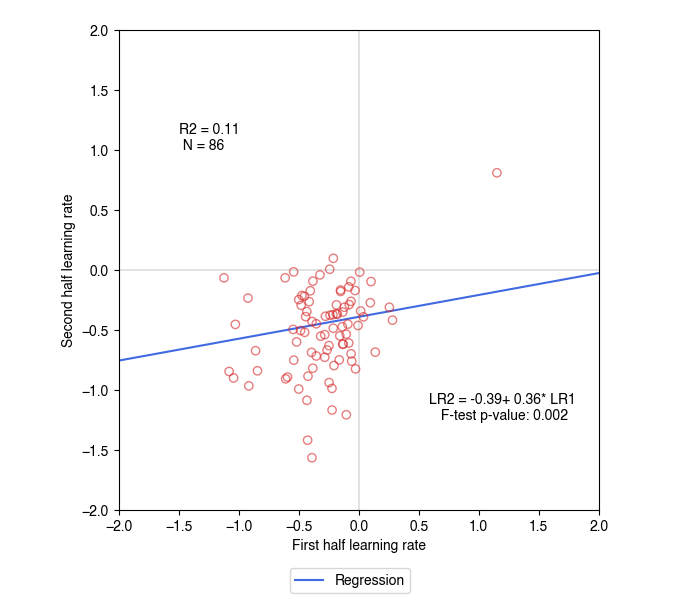 2.0
1.5
1.0
0.5
0.0
−0.5
−1.0
−1.5
−2.0
Second half learning rate
R2 = 0.11
N = 86
LR2 = -0.39+ 0.36* LR1
F-test p-value: 0.002
−2.0 −1.5 −1.0 −0.5 0.0 0.5 1.0 1.5 2.0
First half learning rate
Regression